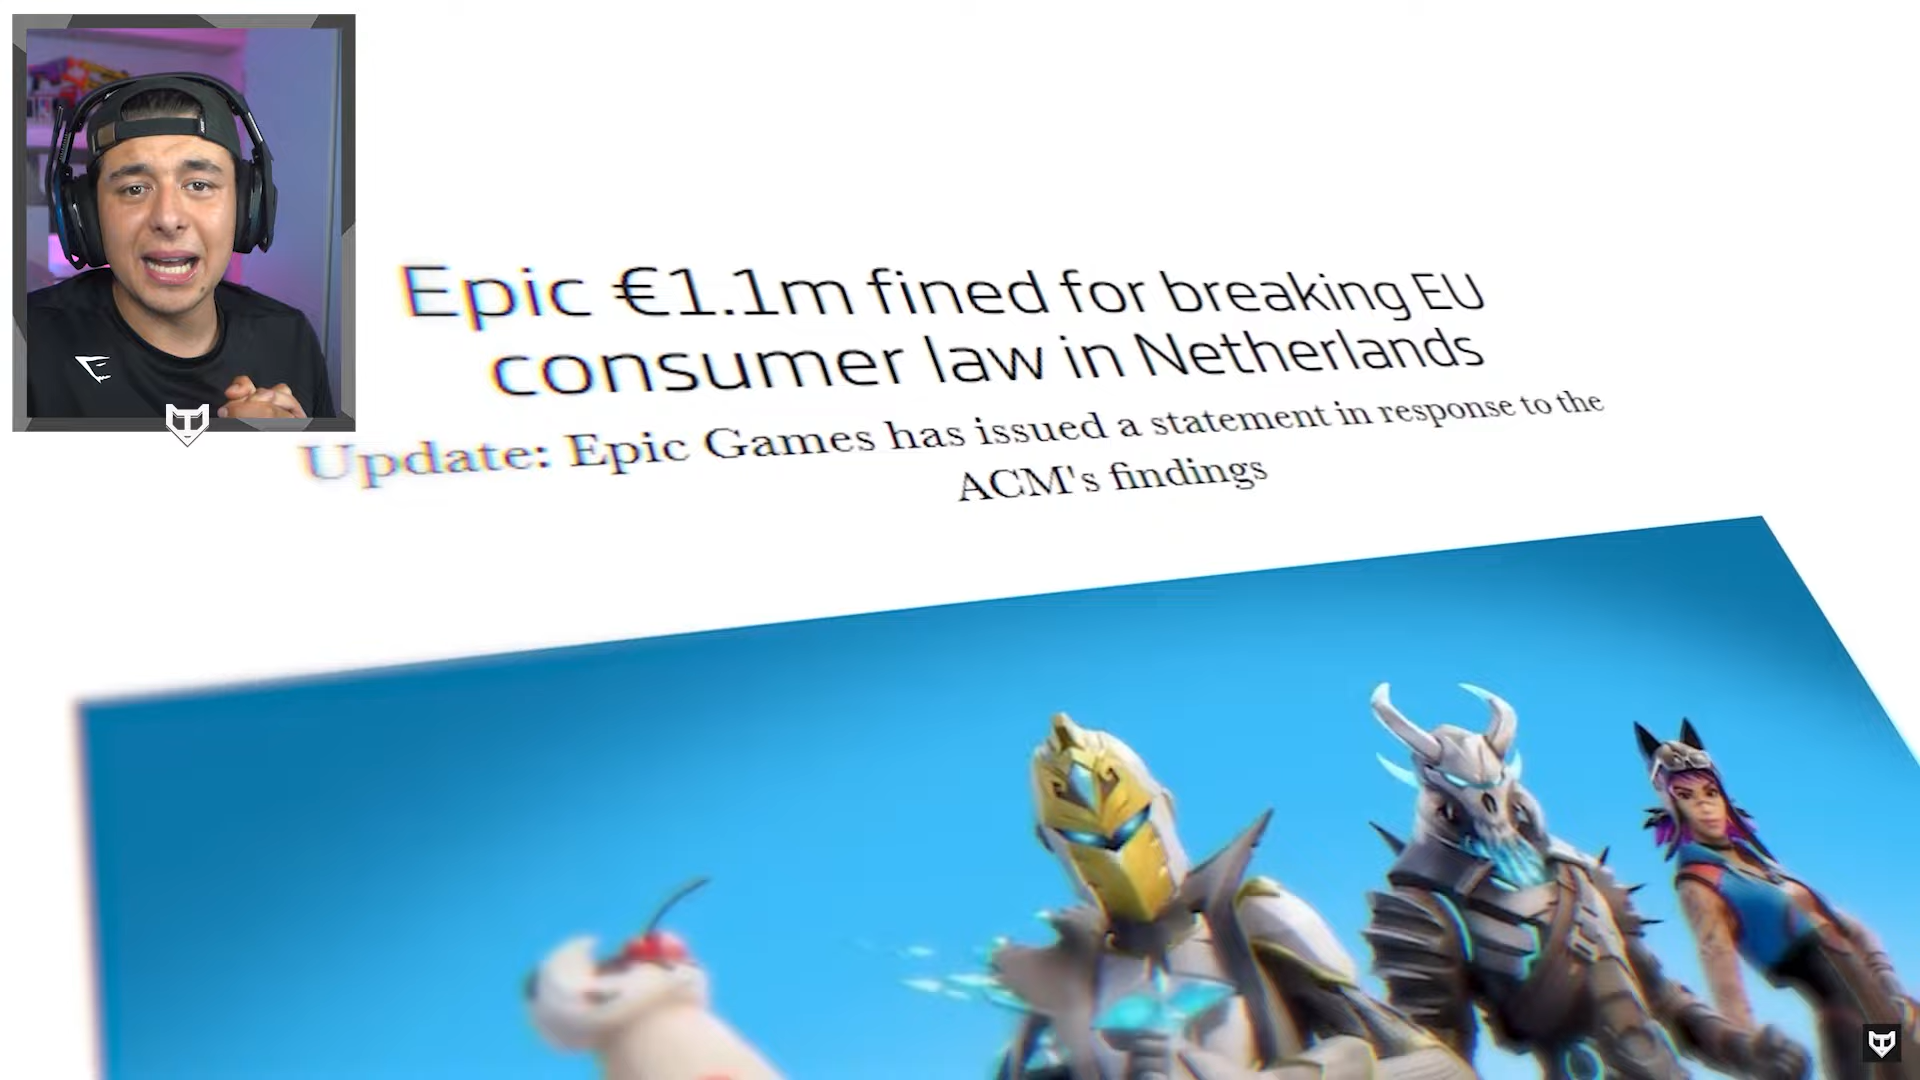 Epic €1.1m fined for breaking EU
consumer law in Netherlands
Update: Epic Games has issued a statement in response to the
ACM's findings